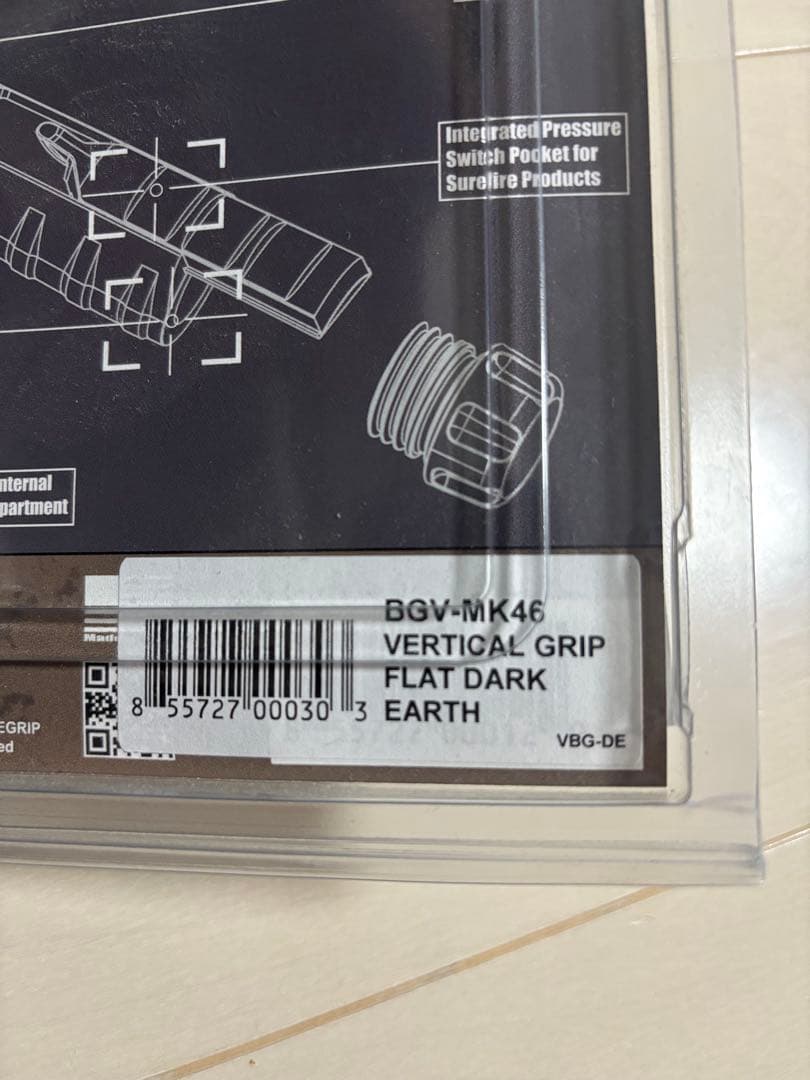 Integrated Pressure
Switch Pocket for
Surefire Products
nternal
partment
BGV-MK46
VERTICAL GRIP
FLAT DARK
EARTH
8 55727 00030 3
VBG-DE
EGRIP
ed